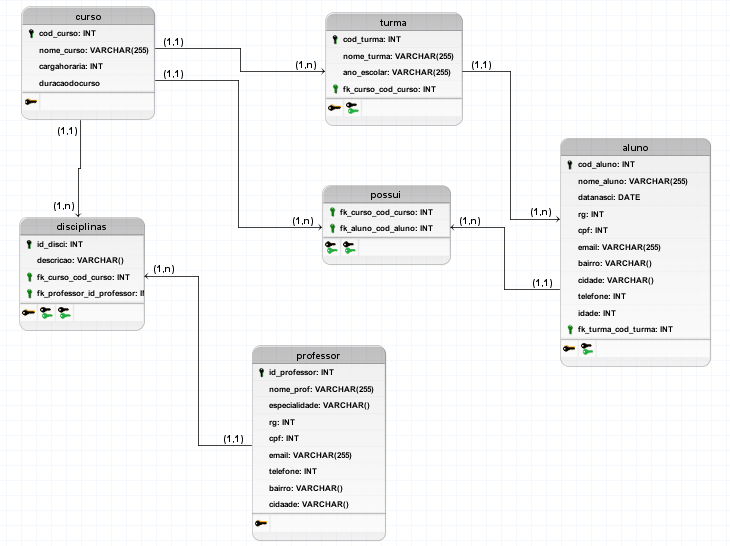 curso
cod_curso: INT
nome_curso: VARCHAR(255)
cargahoraria: INT
duracaodocurso
(1,1)
(1,1)
(1,n)
turma
cod_turma: INT
nome_turma: VARCHAR(255)
ano_escolar: VARCHAR(255)
fk_curso_cod_curso: INT
(1,1)
(1,1)
(1,n)
aluno
cod_aluno: INT
nome_aluno: VARCHAR(255)
datanasci: DATE
rg: INT
cpf: INT
email: VARCHAR(255)
bairro: VARCHAR()
cidade: VARCHAR()
telefone: INT
idade: INT
fk_turma_cod_turma: INT
(1,n)
possui
fk_curso_cod_curso: INT
fk_aluno_cod_aluno: INT
(1,n)
(1,n)
(1,1)
disciplinas
id_disci: INT
descricao: VARCHAR()
fk_curso_cod_curso: INT
fk_professor_id_professor: II
(1,n)
(1,1)
professor
id_professor: INT
nome_prof: VARCHAR(255)
especialidade: VARCHAR()
rg: INT
cpf: INT
email: VARCHAR(255)
telefone: INT
bairro: VARCHAR()
cidaade: VARCHAR()